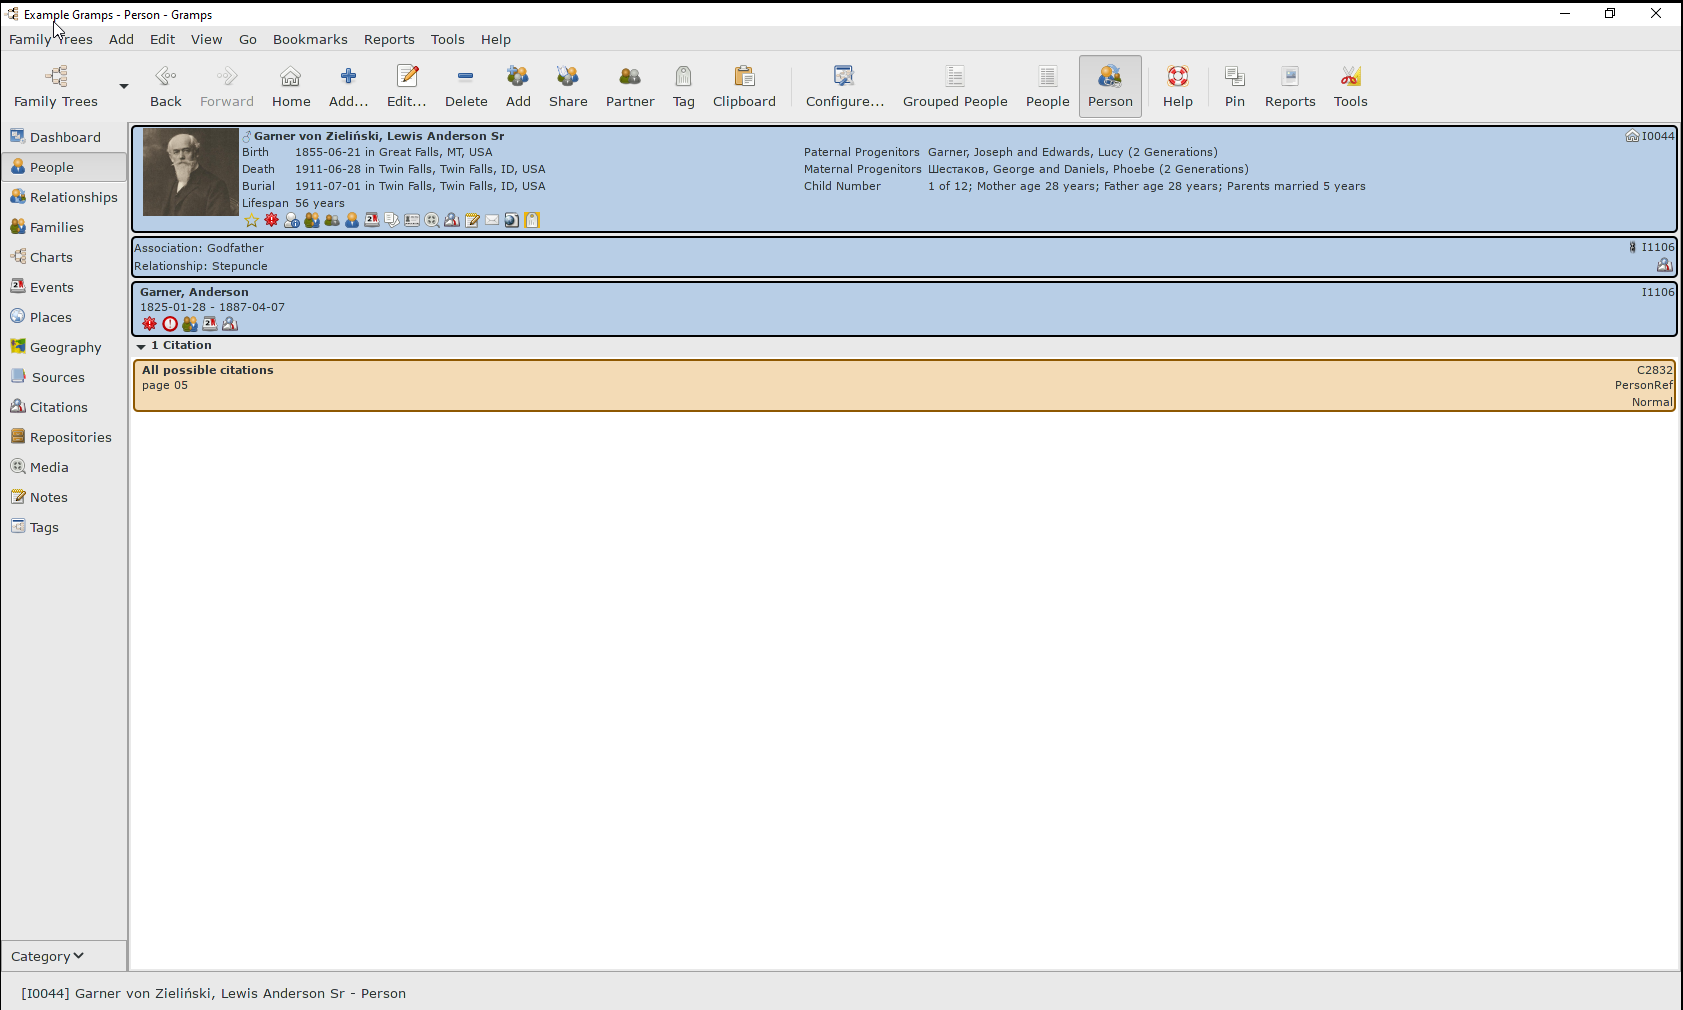 Example Gramps - Person - Gramps
Family Trees Add Edit View Go Bookmarks Reports Tools Help
Family Trees Back Forward Home Add... Edit... Delete Add Share Partner Tag Clipboard Configure... Grouped People People Person Help Pin Reports Tools
Dashboard
People
Relationships
Families
Charts
Events
Places
Geography
Sources
Citations
Repositories
Media
Notes
Tags
Category
Garner von Zieliński, Lewis Anderson Sr I0044
Birth 1855-06-21 in Great Falls, MT, USA Paternal Progenitors Garner, Joseph and Edwards, Lucy (2 Generations)
Death 1911-06-28 in Twin Falls, Twin Falls, ID, USA Maternal Progenitors Шестаков, George and Daniels, Phoebe (2 Generations)
Burial 1911-07-01 in Twin Falls, Twin Falls, ID, USA Child Number 1 of 12; Mother age 28 years; Father age 28 years; Parents married 5 years
Lifespan 56 years
Association: Godfather I1106
Relationship: Stepuncle
Garner, Anderson I1106
1825-01-28 - 1887-04-07
1 Citation
All possible citations C2832
page 05 PersonRef
Normal
[I0044] Garner von Zieliński, Lewis Anderson Sr - Person